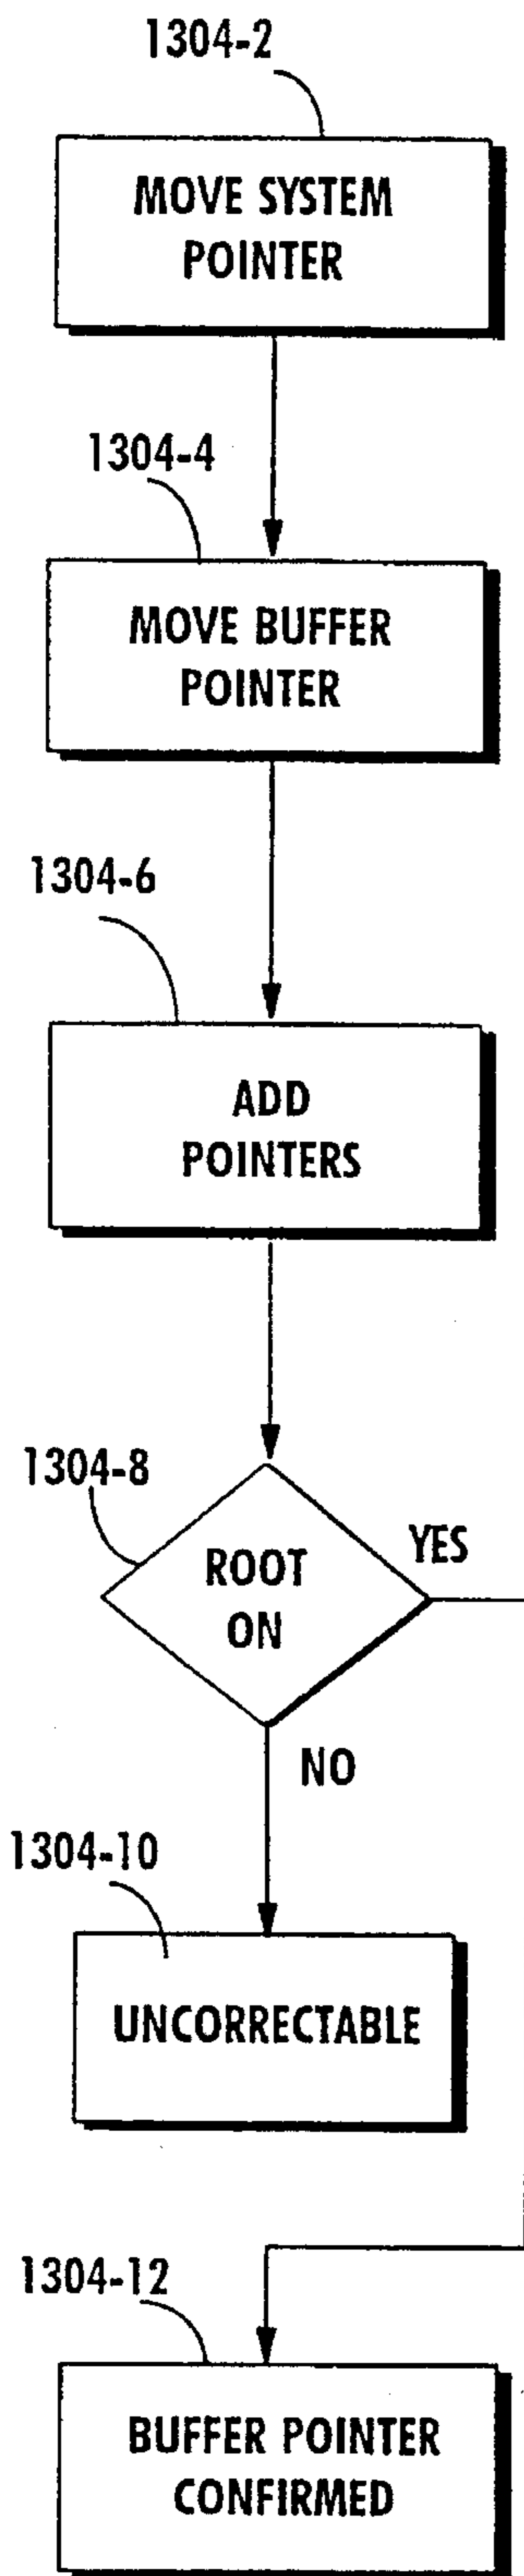 1304-2
MOVE SYSTEM
POINTER
1304-4
MOVE BUFFER
POINTER
1304-6
ADD
POINTERS
1304-8
ROOT
ON
YES
NO
1304-10
UNCORRECTABLE
1304-12
BUFFER POINTER
CONFIRMED